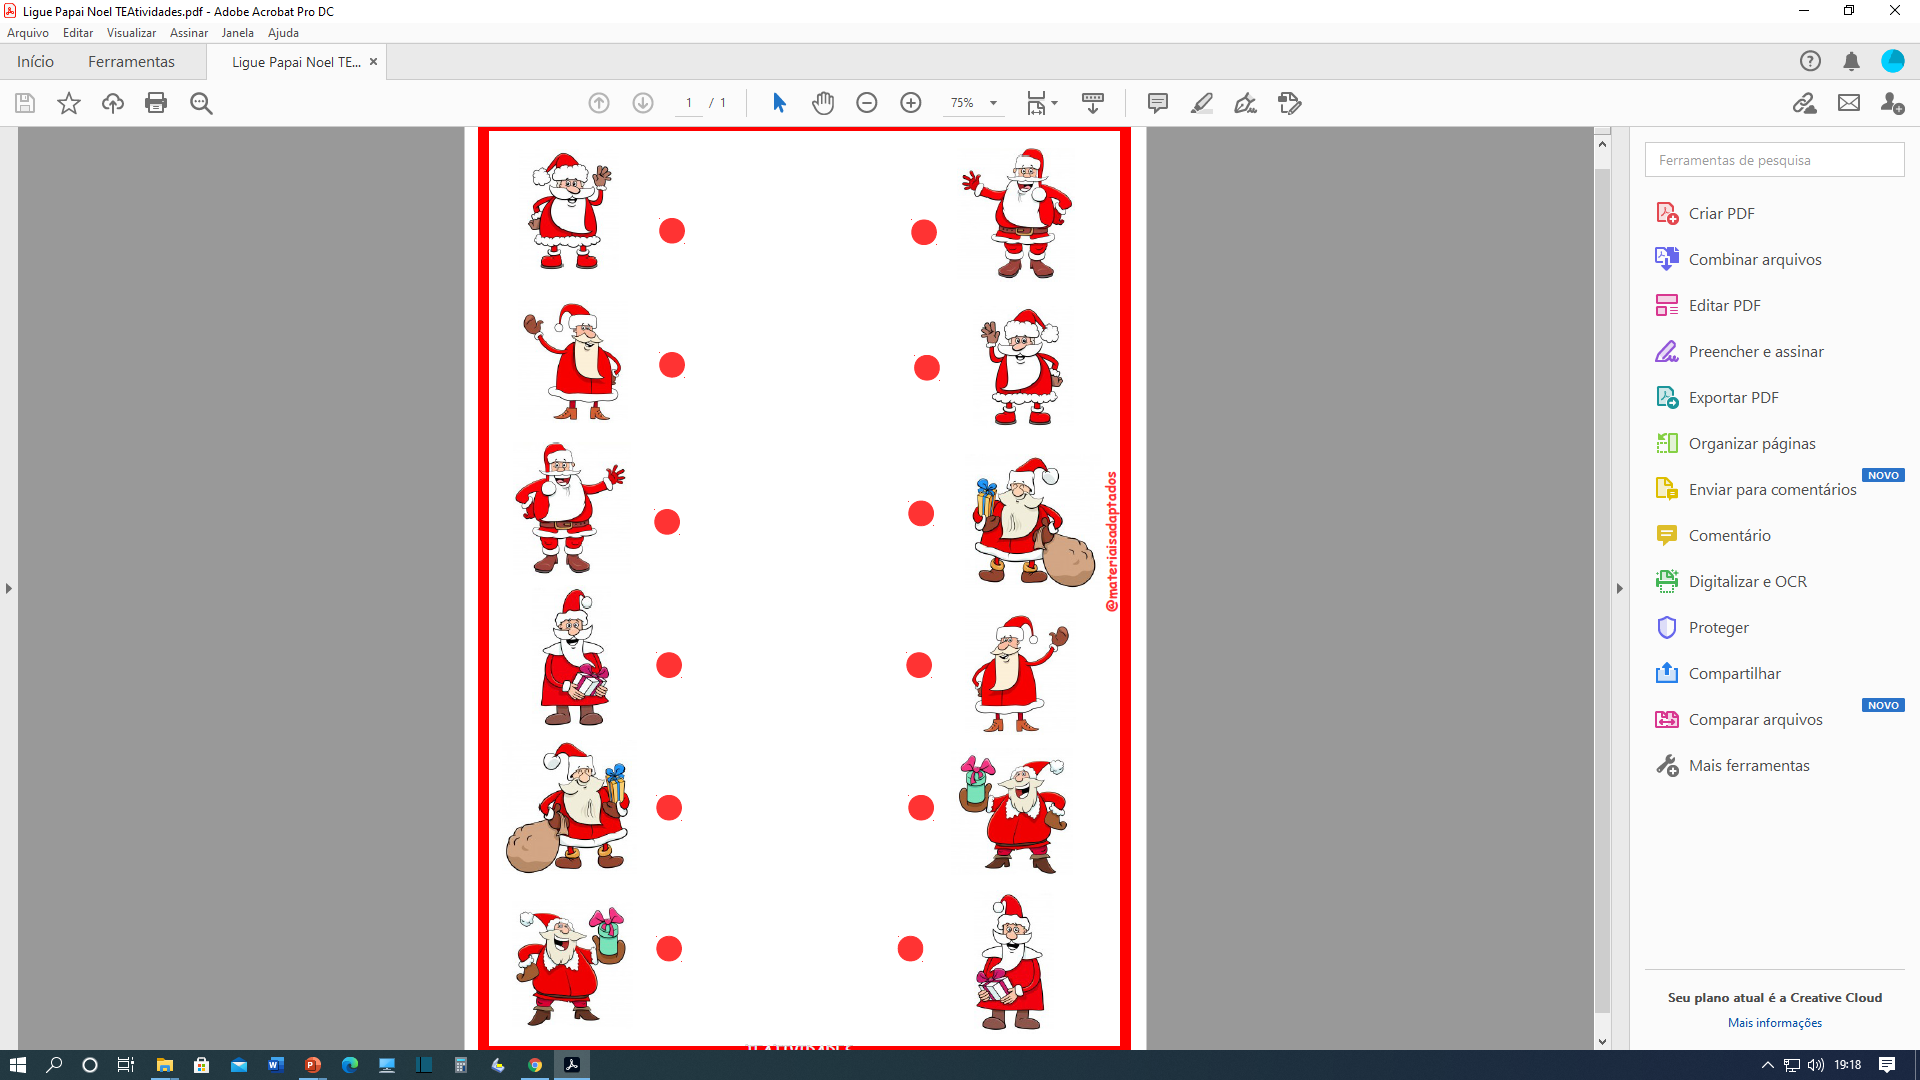 Ligue Papai Noel TEAtividades.pdf - Adobe Acrobat Pro DC
Arquivo Editar Visualizar Assinar Janela Ajuda
Início Ferramentas Ligue Papai Noel TE...
1 / 1 75%
Ferramentas de pesquisa
Criar PDF
Combinar arquivos
Editar PDF
Preencher e assinar
Exportar PDF
Organizar páginas
NOVO
Enviar para comentários
Comentário
Digitalizar e OCR
Proteger
Compartilhar
NOVO
Comparar arquivos
Mais ferramentas
@materiaisadaptados
Seu plano atual é a Creative Cloud
Mais informações
19:18